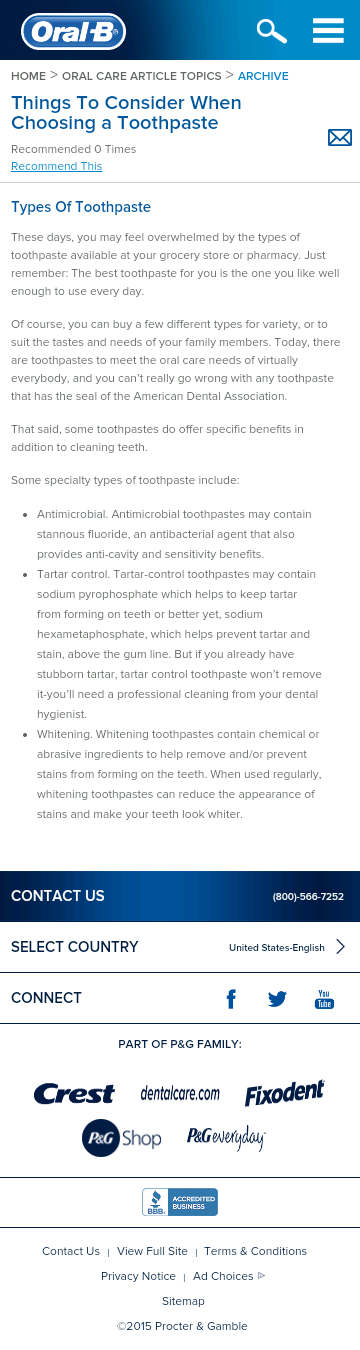 Oral-B
HOME > ORAL CARE ARTICLE TOPICS > ARCHIVE
Things To Consider When
Choosing a Toothpaste
Recommended 0 Times
Recommend This
Types Of Toothpaste
These days, you may feel overwhelmed by the types of
toothpaste available at your grocery store or pharmacy. Just
remember: The best toothpaste for you is the one you like well
enough to use every day.
Of course, you can buy a few different types for variety, or to
suit the tastes and needs of your family members. Today, there
are toothpastes to meet the oral care needs of virtually
everybody, and you can't really go wrong with any toothpaste
that has the seal of the American Dental Association.
That said, some toothpastes do offer specific benefits in
addition to cleaning teeth.
Some specialty types of toothpaste include:
• Antimicrobial. Antimicrobial toothpastes may contain
stannous fluoride, an antibacterial agent that also
provides anti-cavity and sensitivity benefits.
• Tartar control. Tartar-control toothpastes may contain
sodium pyrophosphate which helps to keep tartar
from forming on teeth or better yet, sodium
hexametaphosphate, which helps prevent tartar and
stain, above the gum line. But if you already have
stubborn tartar, tartar control toothpaste won't remove
it-you'll need a professional cleaning from your dental
hygienist.
• Whitening. Whitening toothpastes contain chemical or
abrasive ingredients to help remove and/or prevent
stains from forming on the teeth. When used regularly,
whitening toothpastes can reduce the appearance of
stains and make your teeth look whiter.
CONTACT US (800)-566-7252
SELECT COUNTRY United States-English
CONNECT You Tube
PART OF P&G FAMILY:
Crest dentalcare.com Fixodent
P&G Shop P&G everyday
BBB ACCREDITED BUSINESS
Contact Us | View Full Site | Terms & Conditions
Privacy Notice | Ad Choices
Sitemap
©2015 Procter & Gamble